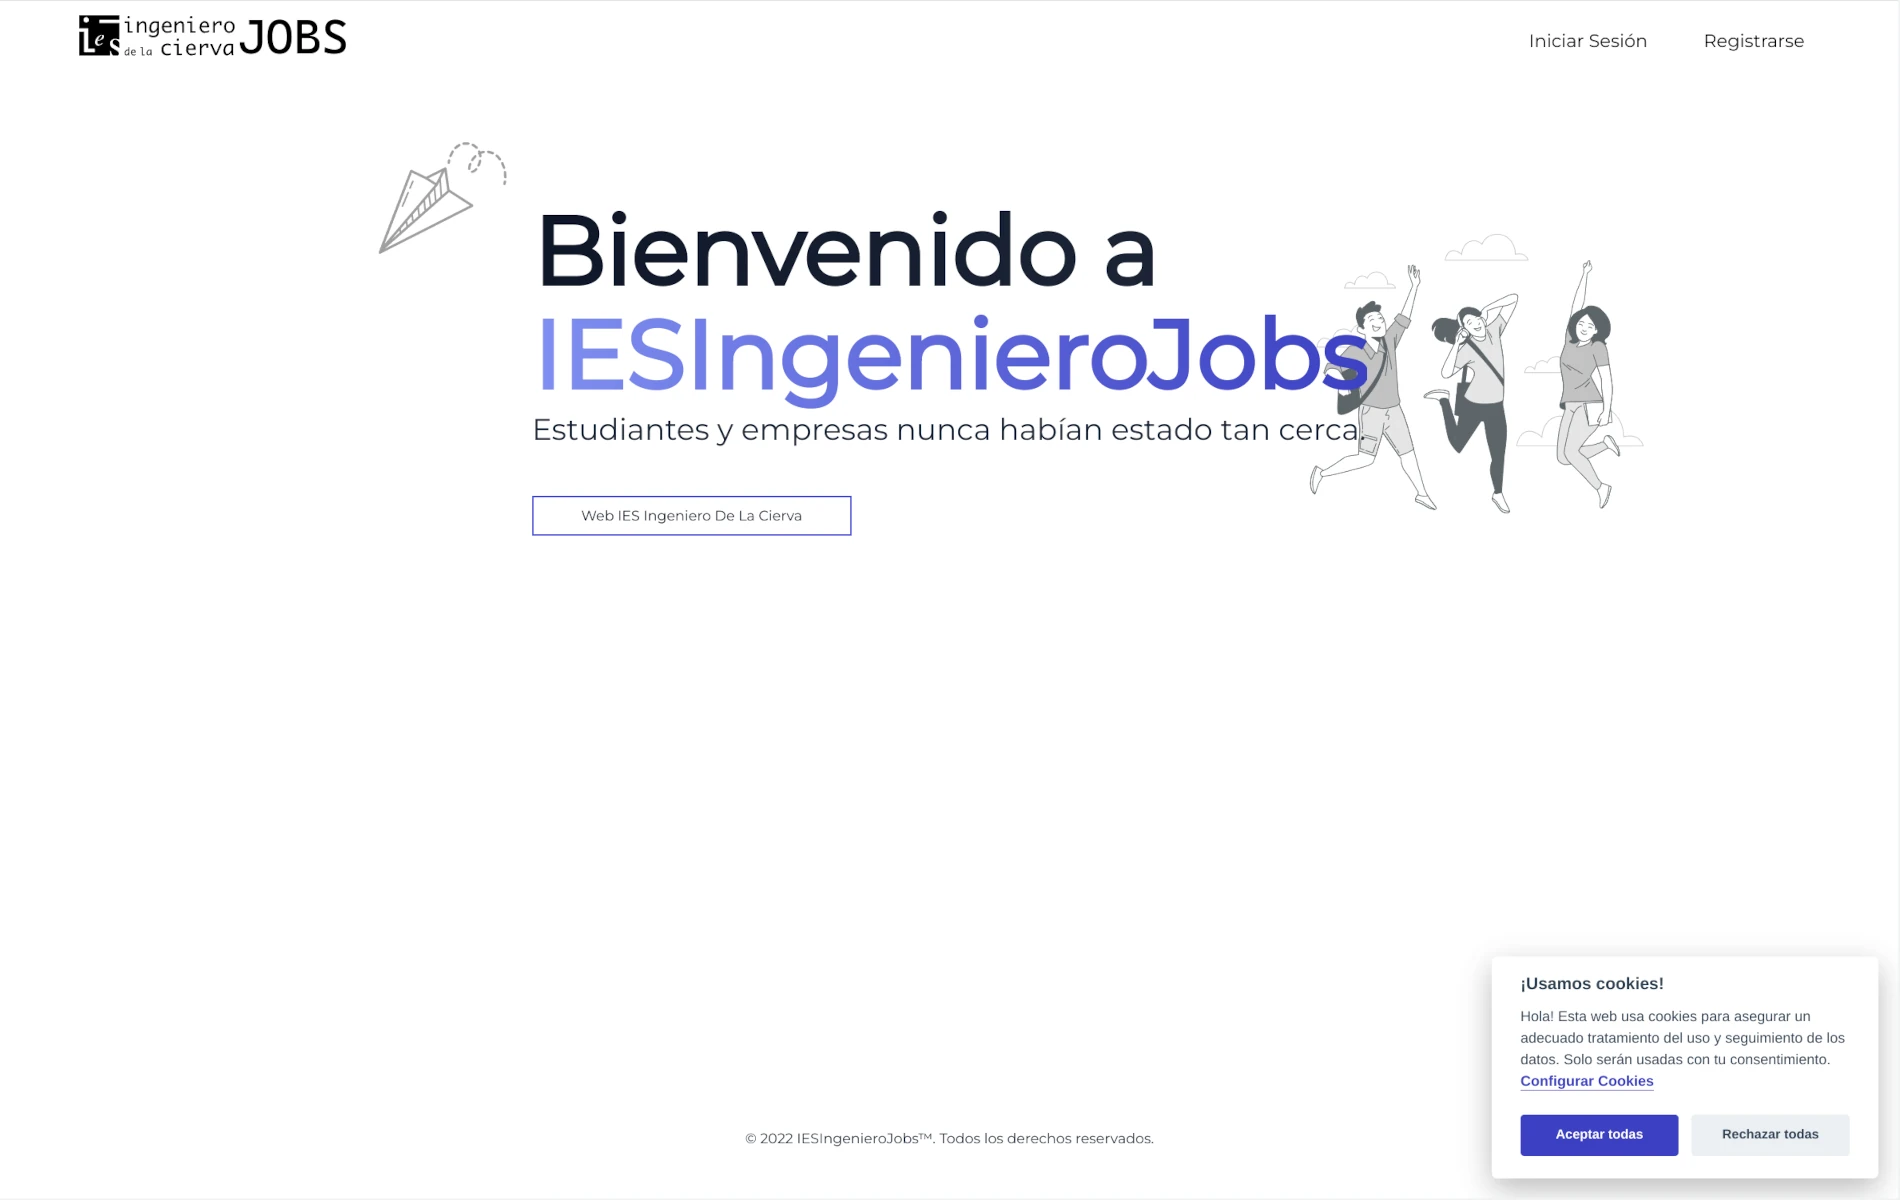 ies ingeniero de la cierva JOBS
Iniciar Sesión
Registrarse
Bienvenido a
IESIngenieroJobs
Estudiantes y empresas nunca habían estado tan cerca.
Web IES Ingeniero De La Cierva
¡Usamos cookies!
Hola! Esta web usa cookies para asegurar un
adecuado tratamiento del uso y seguimiento de los
datos. Solo serán usadas con tu consentimiento.
Configurar Cookies
Aceptar todas
Rechazar todas
© 2022 IESIngenieroJobs™. Todos los derechos reservados.